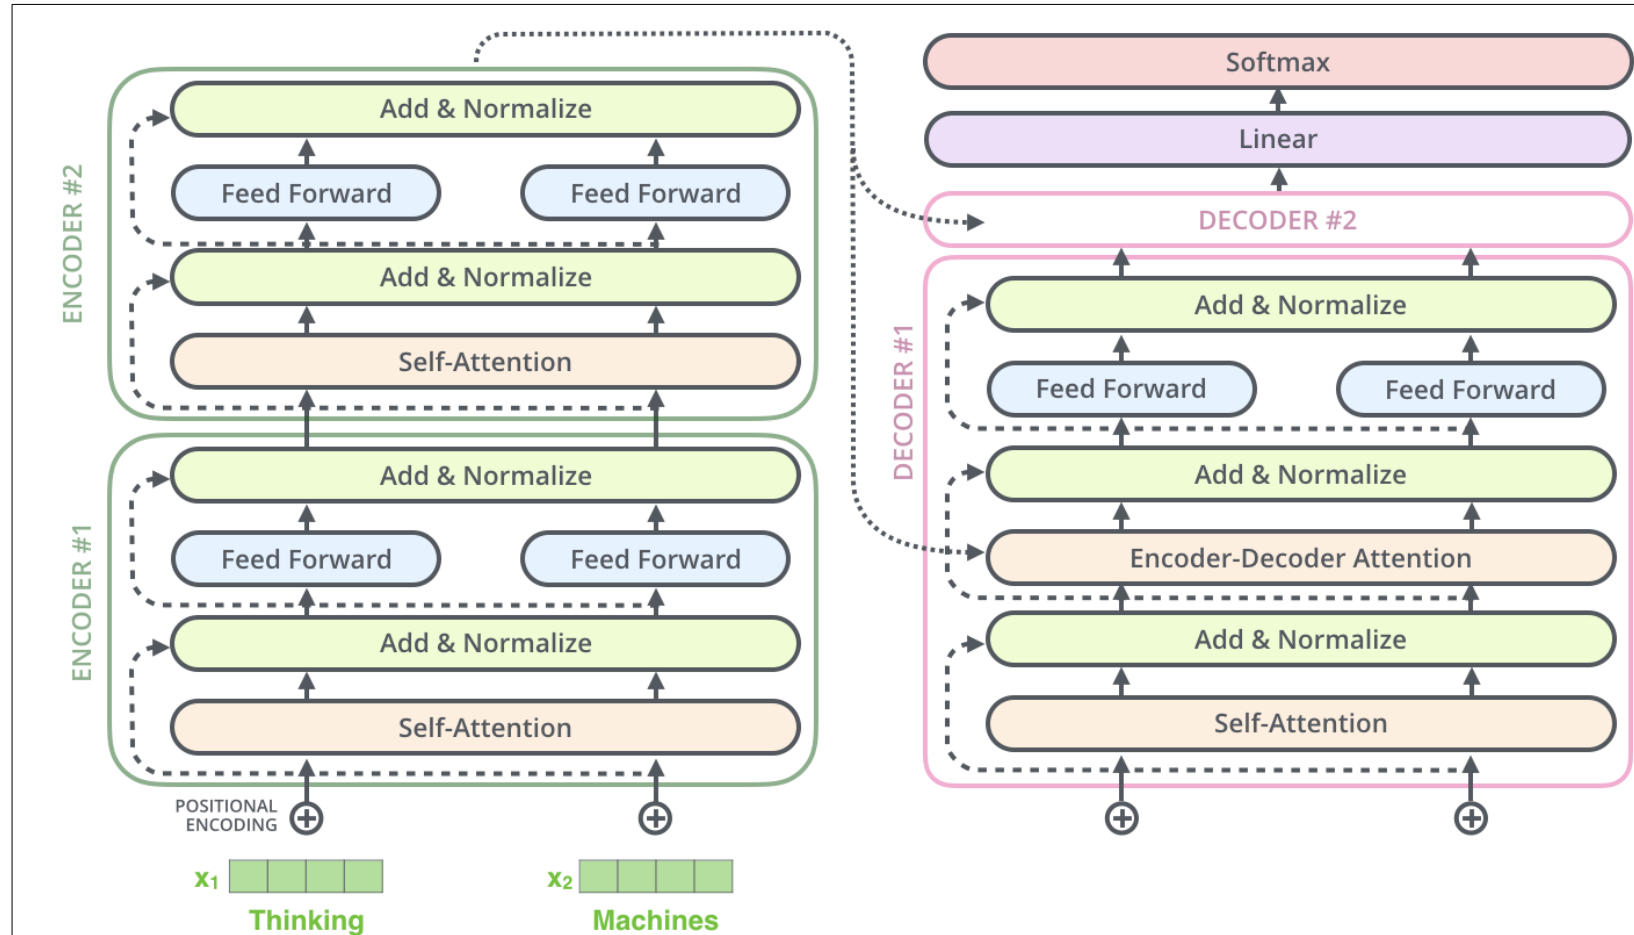 ENCODER #2
Add & Normalize
Feed Forward
Feed Forward
Add & Normalize
Self-Attention
ENCODER #1
Add & Normalize
Feed Forward
Feed Forward
Add & Normalize
Self-Attention
POSITIONAL
ENCODING
x₁
x₂
Thinking
Machines
Softmax
Linear
DECODER #2
DECODER #1
Add & Normalize
Feed Forward
Feed Forward
Add & Normalize
Encoder-Decoder Attention
Add & Normalize
Self-Attention